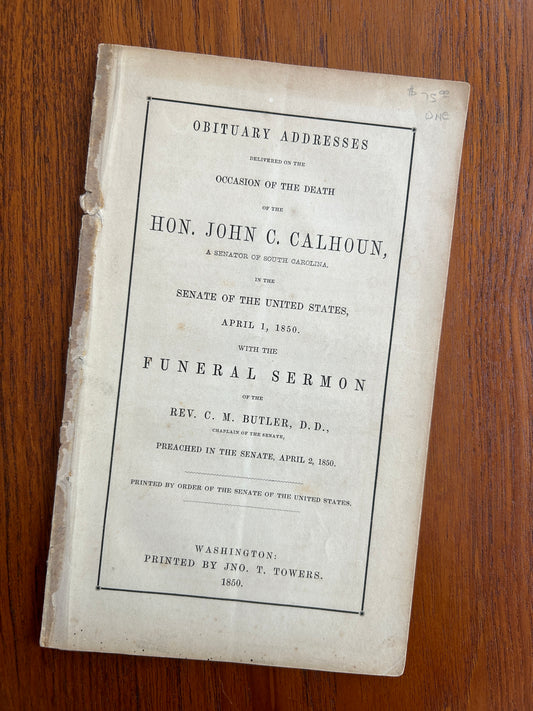 $75.00
OBITUARY ADDRESSES
DELIVERED ON THE
OCCASION OF THE DEATH
OF THE
HON. JOHN C. CALHOUN,
A SENATOR OF SOUTH CAROLINA,
IN THE
SENATE OF THE UNITED STATES,
APRIL 1, 1850.
WITH THE
FUNERAL SERMON
OF THE
REV. C. M. BUTLER, D. D.,
CHAPLAIN OF THE SENATE,
PREACHED IN THE SENATE, APRIL 2, 1850.
PRINTED BY ORDER OF THE SENATE OF THE UNITED STATES.
WASHINGTON:
PRINTED BY JNO. T. TOWERS.
1850.